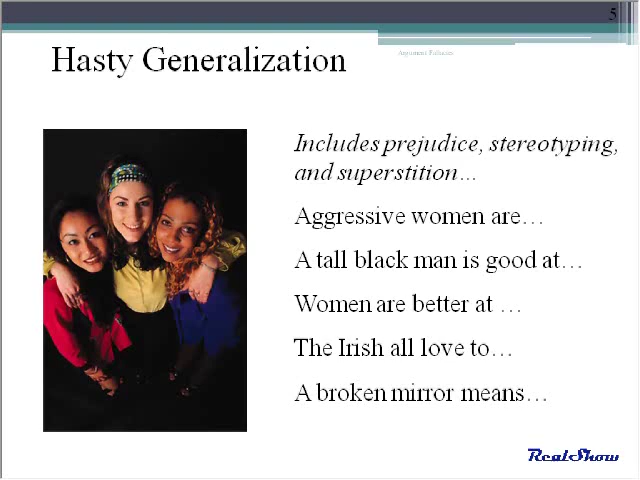 5
Argument Fallacies
Hasty Generalization
Includes prejudice, stereotyping,
and superstition...
Aggressive women are…
A tall black man is good at…
Women are better at …
The Irish all love to…
A broken mirror means…
RealShow